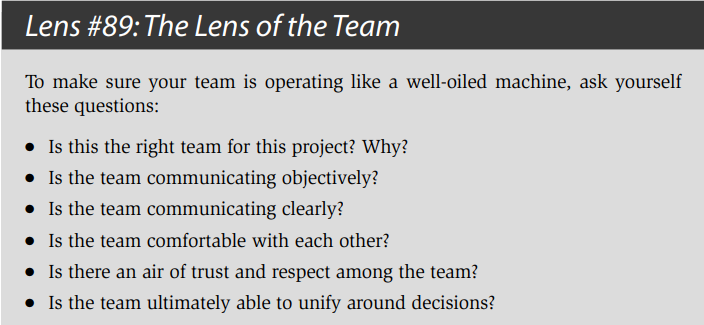 Lens #89: The Lens of the Team
To make sure your team is operating like a well-oiled machine, ask yourself
these questions:
● Is this the right team for this project? Why?
● Is the team communicating objectively?
● Is the team communicating clearly?
● Is the team comfortable with each other?
● Is there an air of trust and respect among the team?
● Is the team ultimately able to unify around decisions?